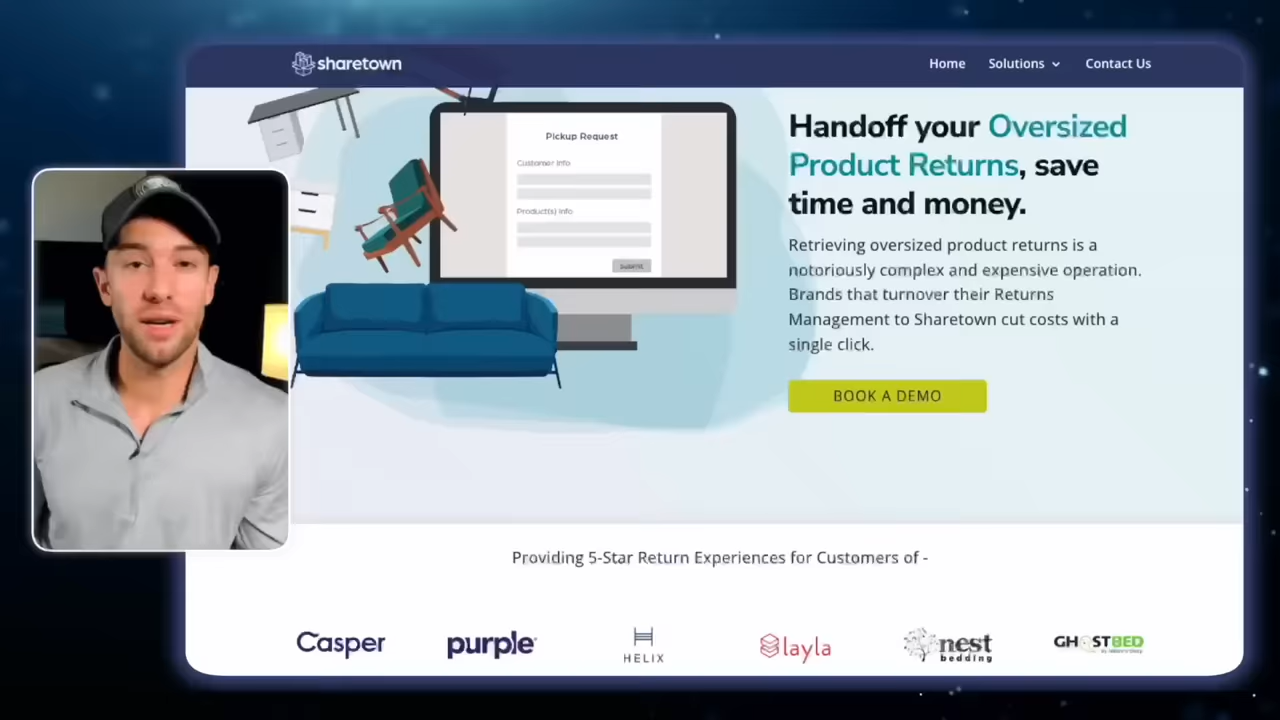 sharetown
Home
Solutions
Contact Us
Pickup Request
Customer Info
Product(s) Info
Submit
Handoff your Oversized
Product Returns, save
time and money.
Retrieving oversized product returns is a
notoriously complex and expensive operation.
Brands that turnover their Returns
Management to Sharetown cut costs with a
single click.
BOOK A DEMO
Providing 5-Star Return Experiences for Customers of -
Casper
purple
HELIX
layla
nest
bedding
GHOSTBED